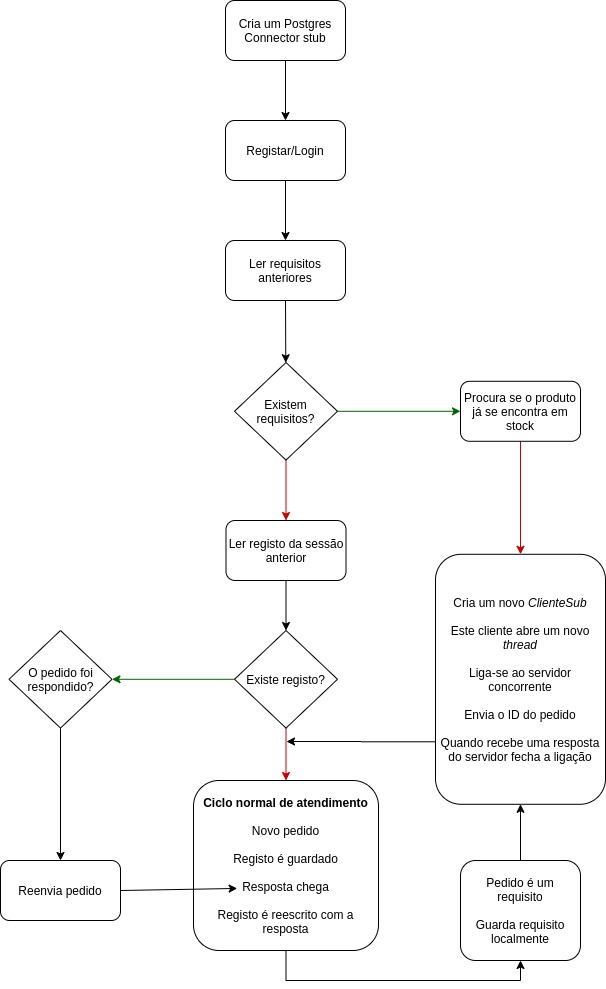 Cria um Postgres
Connector stub
Registar/Login
Ler requisitos
anteriores
Existem
requisitos?
Procura se o produto
já se encontra em
stock
Ler registo da sessão
anterior
Cria um novo ClienteSub
Este cliente abre um novo
thread
Liga-se ao servidor
concorrente
Envia o ID do pedido
Quando recebe uma resposta
do servidor fecha a ligação
O pedido foi
respondido?
Existe registo?
Ciclo normal de atendimento
Novo pedido
Registo é guardado
Resposta chega
Registo é reescrito com a
resposta
Reenvia pedido
Pedido é um
requisito
Guarda requisito
localmente